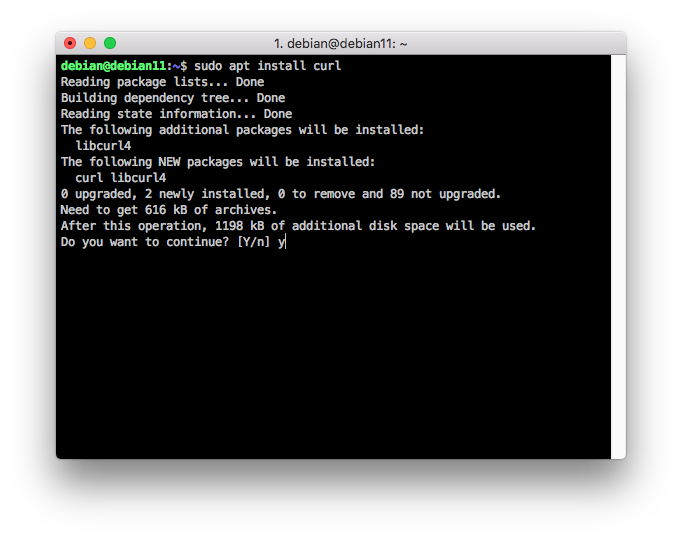 1. debian@debian11: ~
debian@debian11:~$ sudo apt install curl
Reading package lists... Done
Building dependency tree... Done
Reading state information... Done
The following additional packages will be installed:
  libcurl4
The following NEW packages will be installed:
  curl libcurl4
0 upgraded, 2 newly installed, 0 to remove and 89 not upgraded.
Need to get 616 kB of archives.
After this operation, 1198 kB of additional disk space will be used.
Do you want to continue? [Y/n] y